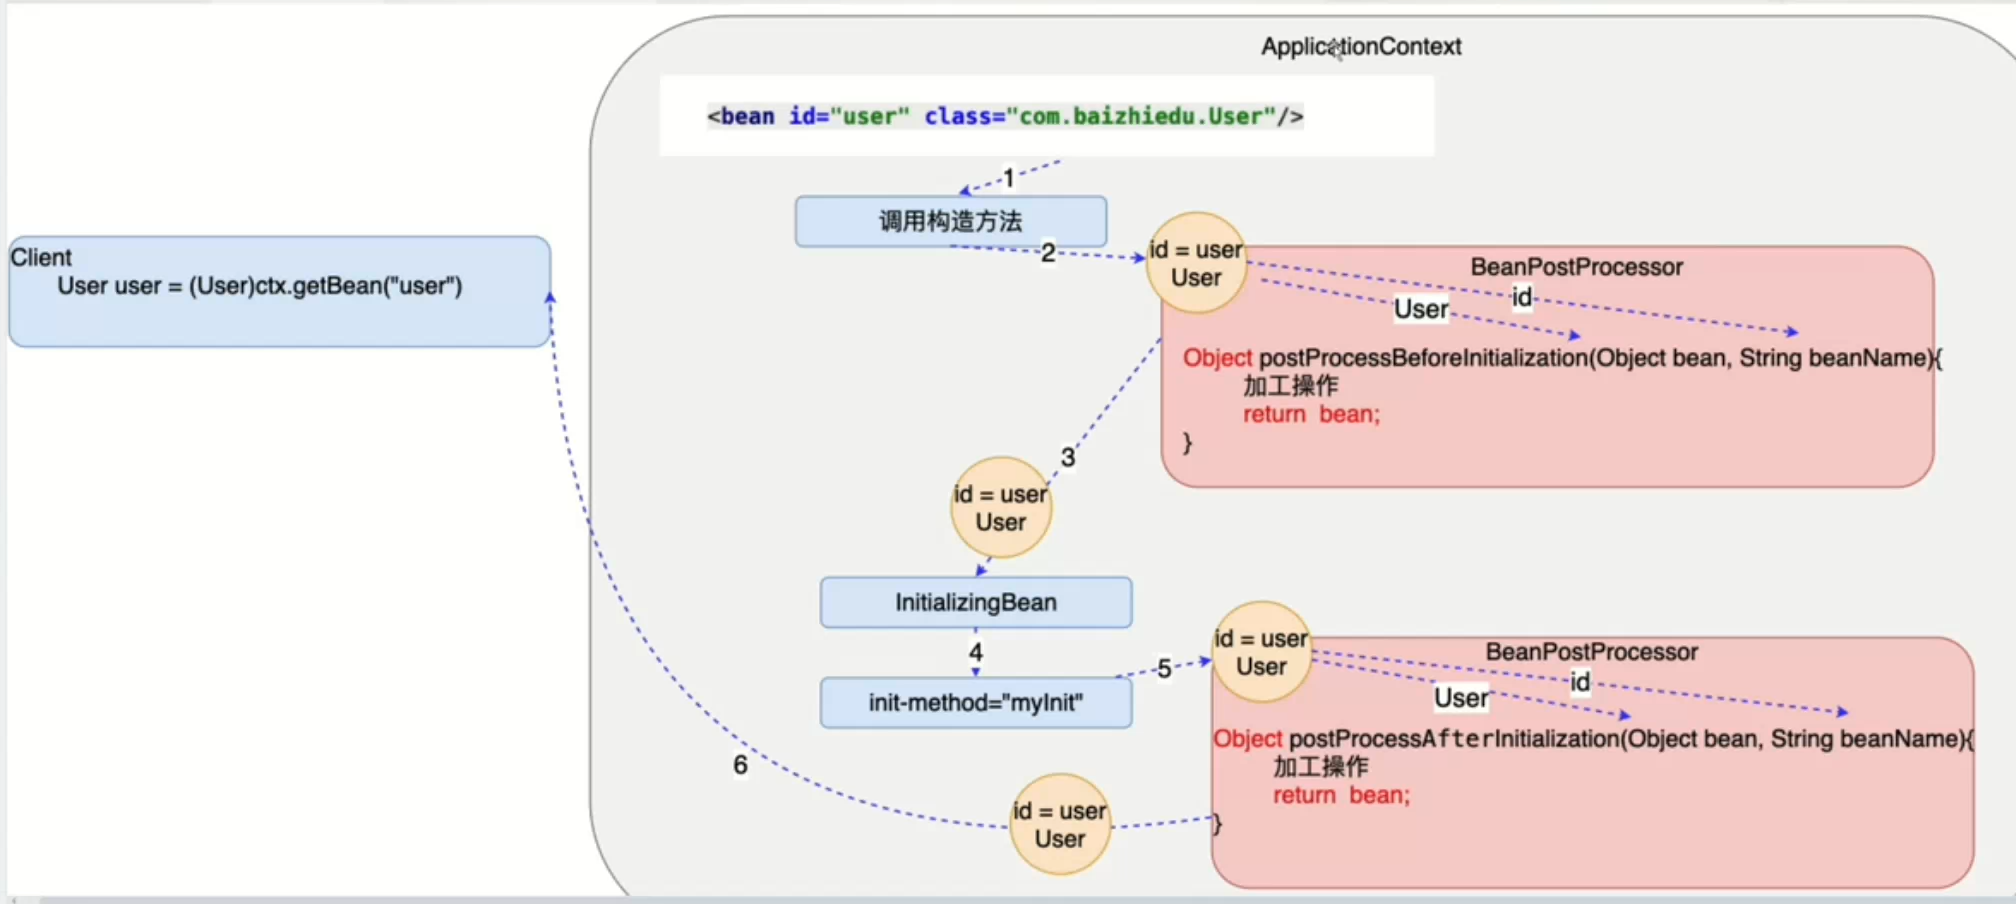 ApplicationContext
<bean id="user" class="com.baizhiedu.User"/>
1
调用构造方法
2
id = user
User
BeanPostProcessor
id
User
Object postProcessBeforeInitialization(Object bean, String beanName){
加工操作
return bean;
}
Client
User user = (User)ctx.getBean("user")
3
id = user
User
InitializingBean
4
init-method="myInit"
5
id = user
User
BeanPostProcessor
id
User
Object postProcessAfterInitialization(Object bean, String beanName){
加工操作
return bean;
}
6
id = user
User